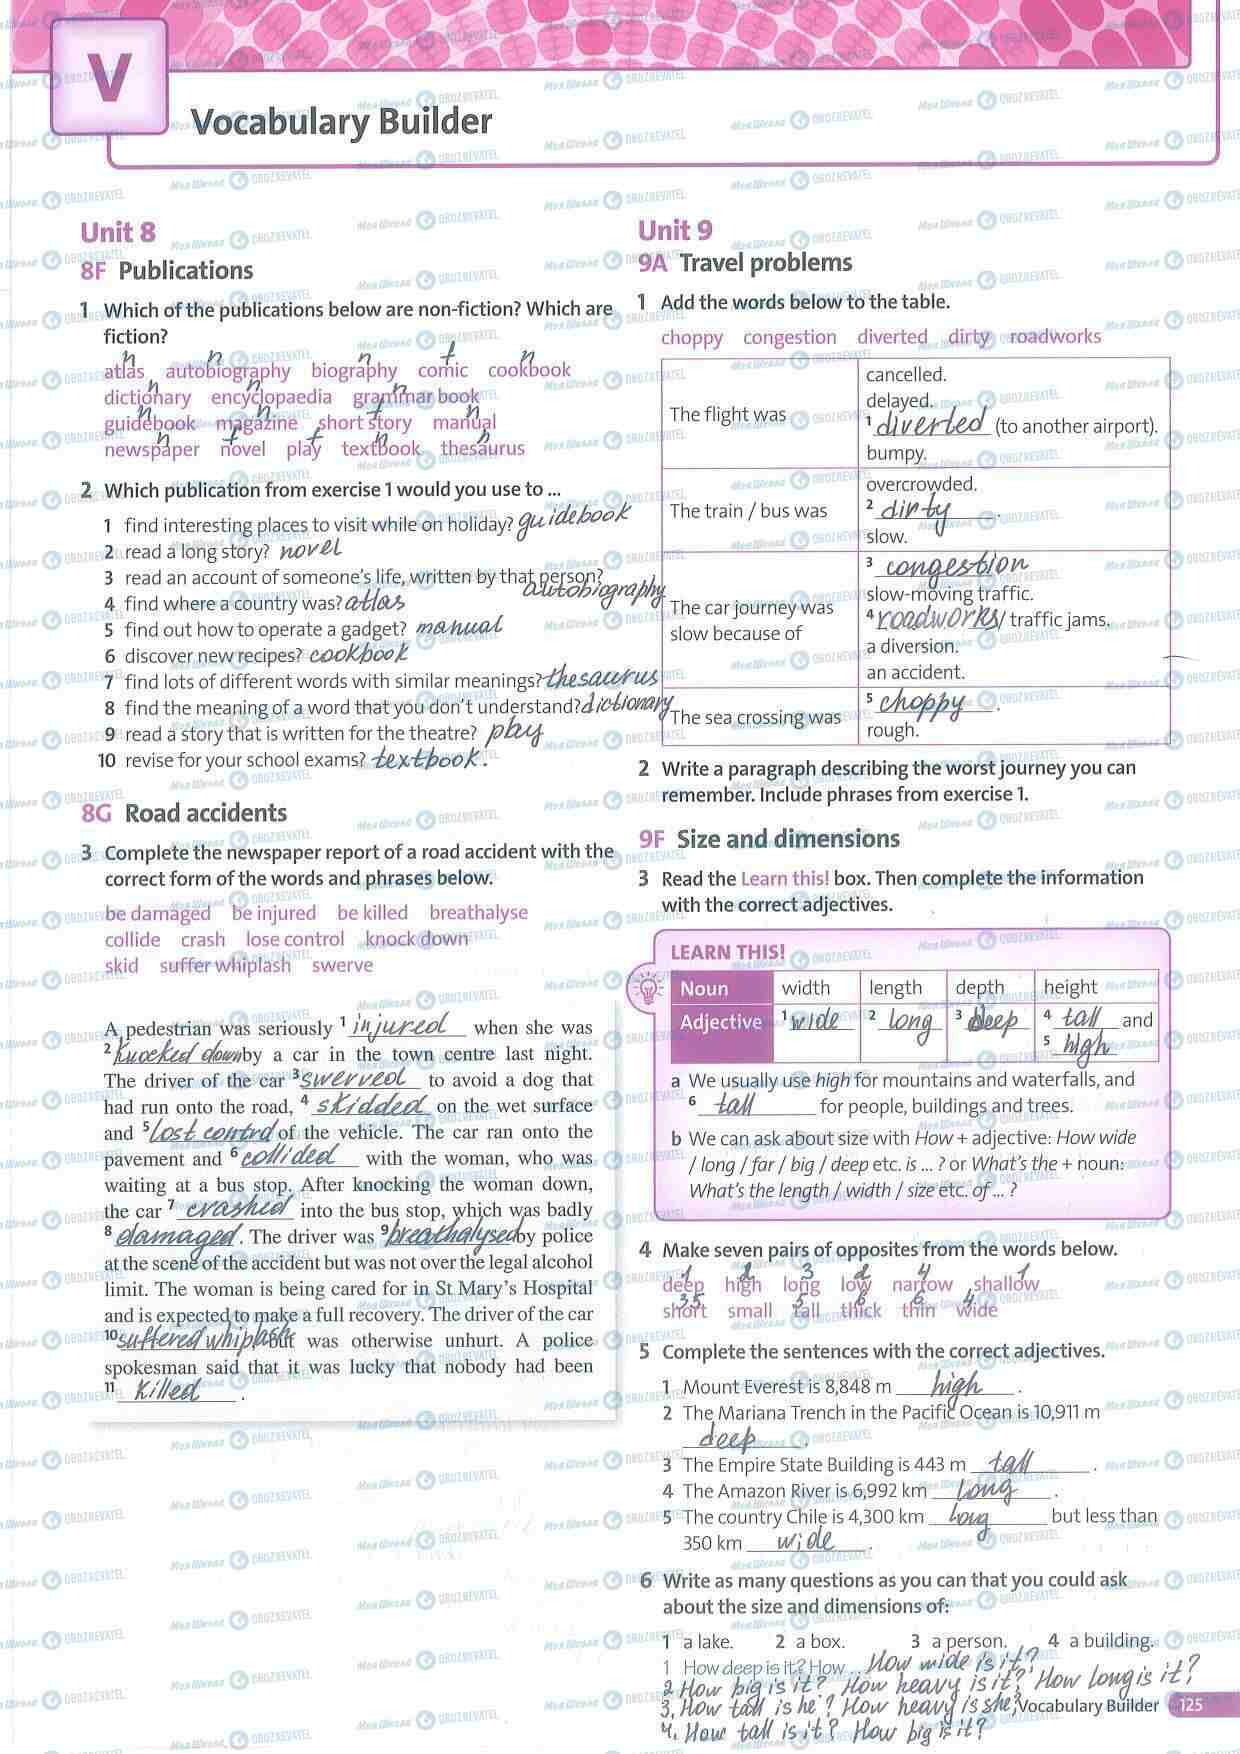 V
Vocabulary Builder
Unit 8
8F Publications
1 Which of the publications below are non-fiction? Which are
fiction?
n n n f n
atlas autobiography biography comic cookbook
n n n
dictionary encyclopaedia grammar book
n n f n
guidebook magazine short story manual
n f f n n
newspaper novel play textbook thesaurus
2 Which publication from exercise 1 would you use to ...
1 find interesting places to visit while on holiday? guidebook
2 read a long story? novel
3 read an account of someone's life, written by that person?
autobiography
4 find where a country was? atlas
5 find out how to operate a gadget? manual
6 discover new recipes? cookbook
7 find lots of different words with similar meanings? thesaurus
8 find the meaning of a word that you don't understand? dictionary
9 read a story that is written for the theatre? play
10 revise for your school exams? textbook.
8G Road accidents
3 Complete the newspaper report of a road accident with the
correct form of the words and phrases below.
be damaged be injured be killed breathalyse
collide crash lose control knock down
skid suffer whiplash swerve
A pedestrian was seriously 1 injured when she was
2 knocked down by a car in the town centre last night.
The driver of the car 3 swerved to avoid a dog that
had run onto the road, 4 skidded on the wet surface
and 5 lost control of the vehicle. The car ran onto the
pavement and 6 collided with the woman, who was
waiting at a bus stop. After knocking the woman down,
the car 7 crashed into the bus stop, which was badly
8 damaged. The driver was 9 breathalysed by police
at the scene of the accident but was not over the legal alcohol
limit. The woman is being cared for in St Mary's Hospital
and is expected to make a full recovery. The driver of the car
10 suffered whiplash but was otherwise unhurt. A police
spokesman said that it was lucky that nobody had been
11 killed.
Unit 9
9A Travel problems
1 Add the words below to the table.
choppy congestion diverted dirty roadworks
The flight was
cancelled.
delayed.
1 diverted (to another airport).
bumpy.
The train / bus was
overcrowded.
2 dirty.
slow.
The car journey was
slow because of
3 congestion
slow-moving traffic.
4 roadworks / traffic jams.
a diversion.
an accident.
The sea crossing was
5 choppy.
rough.
2 Write a paragraph describing the worst journey you can
remember. Include phrases from exercise 1.
9F Size and dimensions
3 Read the Learn this! box. Then complete the information
with the correct adjectives.
LEARN THIS!
Noun width length depth height
Adjective 1 wide 2 long 3 deep 4 tall and
5 high
a We usually use high for mountains and waterfalls, and
6 tall for people, buildings and trees.
b We can ask about size with How + adjective: How wide
/ long / far / big / deep etc. is ... ? or What's the + noun:
What's the length / width / size etc. of ... ?
4 Make seven pairs of opposites from the words below.
1 2 3 2 4 1
deep high long low narrow shallow
3,5 5 6 6 4
short small tall thick thin wide
5 Complete the sentences with the correct adjectives.
1 Mount Everest is 8,848 m high.
2 The Mariana Trench in the Pacific Ocean is 10,911 m
deep.
3 The Empire State Building is 443 m tall.
4 The Amazon River is 6,992 km long.
5 The country Chile is 4,300 km long but less than
350 km wide.
6 Write as many questions as you can that you could ask
about the size and dimensions of:
1 a lake. 2 a box. 3 a person. 4 a building.
1 How deep is it? How ... How wide is it?
2. How big is it? How heavy is it? How long is it?
3. How tall is he? How heavy is she?
4. How tall is it? How big is it?
Vocabulary Builder 125